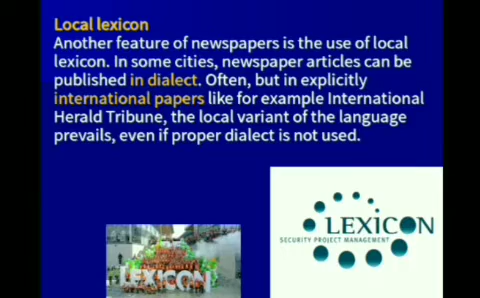 Local lexicon
Another feature of newspapers is the use of local
lexicon. In some cities, newspaper articles can be
published in dialect. Often, but in explicitly
international papers like for example International
Herald Tribune, the local variant of the language
prevails, even if proper dialect is not used.
LEXICON
SECURITY PROJECT MANAGEMENT
LEXICON